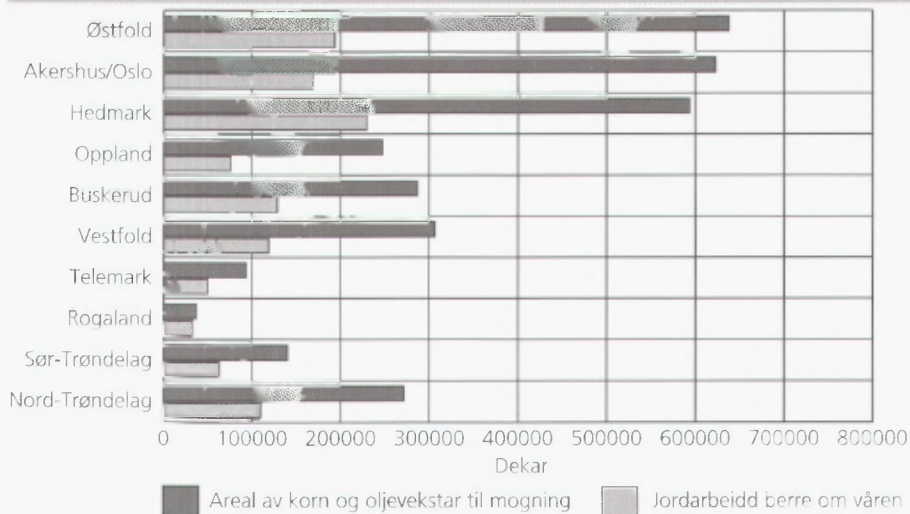 Østfold
Akershus/Oslo
Hedmark
Oppland
Buskerud
Vestfold
Telemark
Rogaland
Sør-Trøndelag
Nord-Trøndelag
0 100000 200000 300000 400000 500000 600000 700000 800000
Dekar
Areal av korn og oljevekstar til mogning Jordarbeidd berre om våren